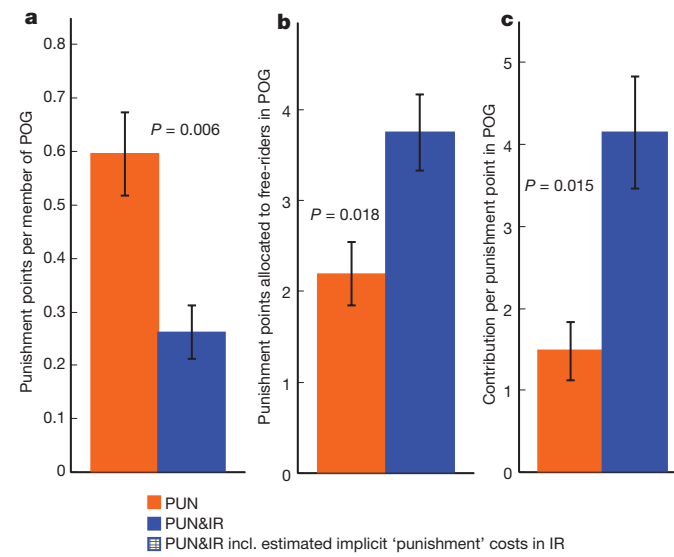 a
Punishment points per member of POG
0.8
0.7
0.6
0.5
0.4
0.3
0.2
0.1
0
P = 0.006
b
Punishment points allocated to free-riders in POG
4
3
2
1
0
P = 0.018
c
Contribution per punishment point in POG
5
4
3
2
1
0
P = 0.015
PUN
PUN&IR
PUN&IR incl. estimated implicit ‘punishment’ costs in IR